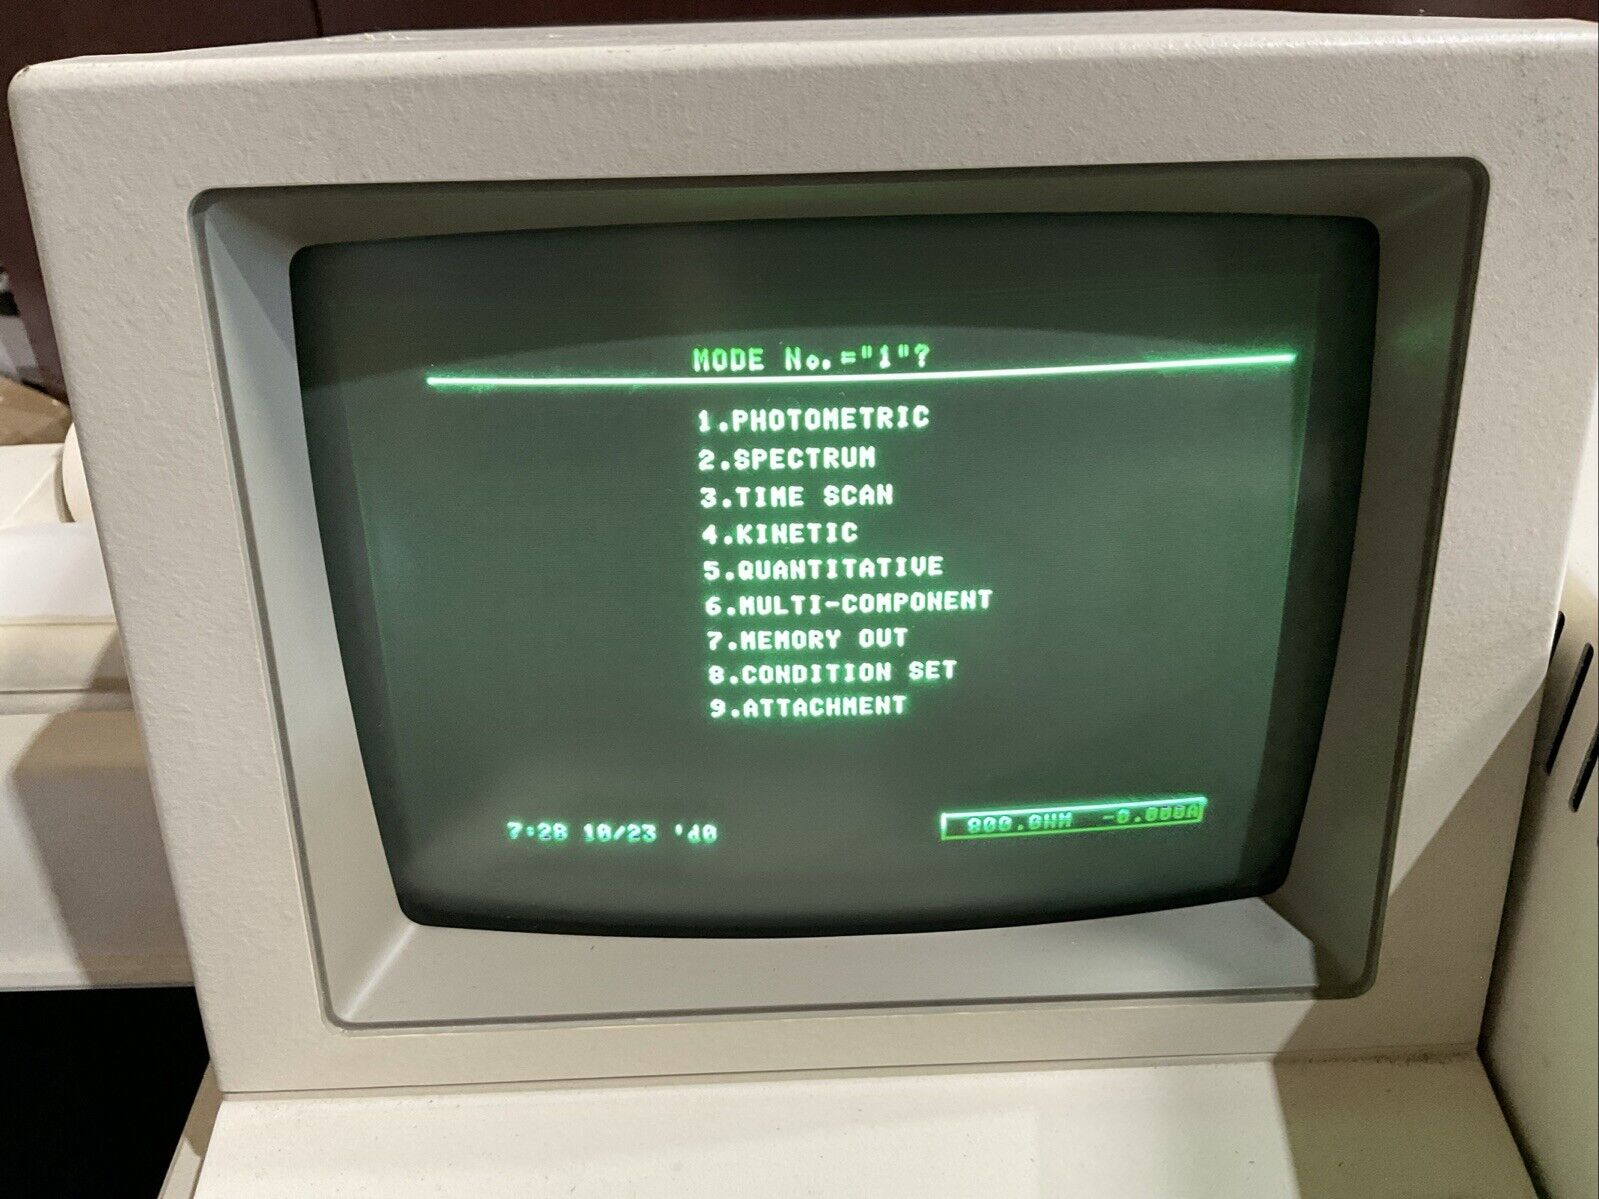 MODE No.="1"?
1.PHOTOMETRIC
2.SPECTRUM
3.TIME SCAN
4.KINETIC
5.QUANTITATIVE
6.MULTI-COMPONENT
7.MEMORY OUT
8.CONDITION SET
9.ATTACHMENT
7:28 10/23 'd0
800.0NM -0.000A